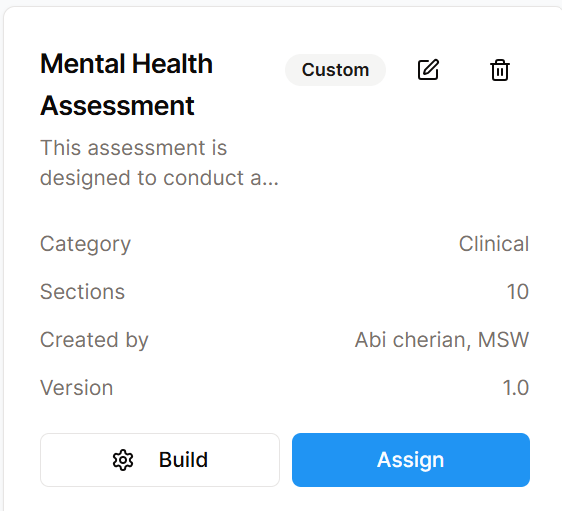 Mental Health
Assessment
Custom
This assessment is
designed to conduct a...
Category Clinical
Sections 10
Created by Abi cherian, MSW
Version 1.0
Build
Assign